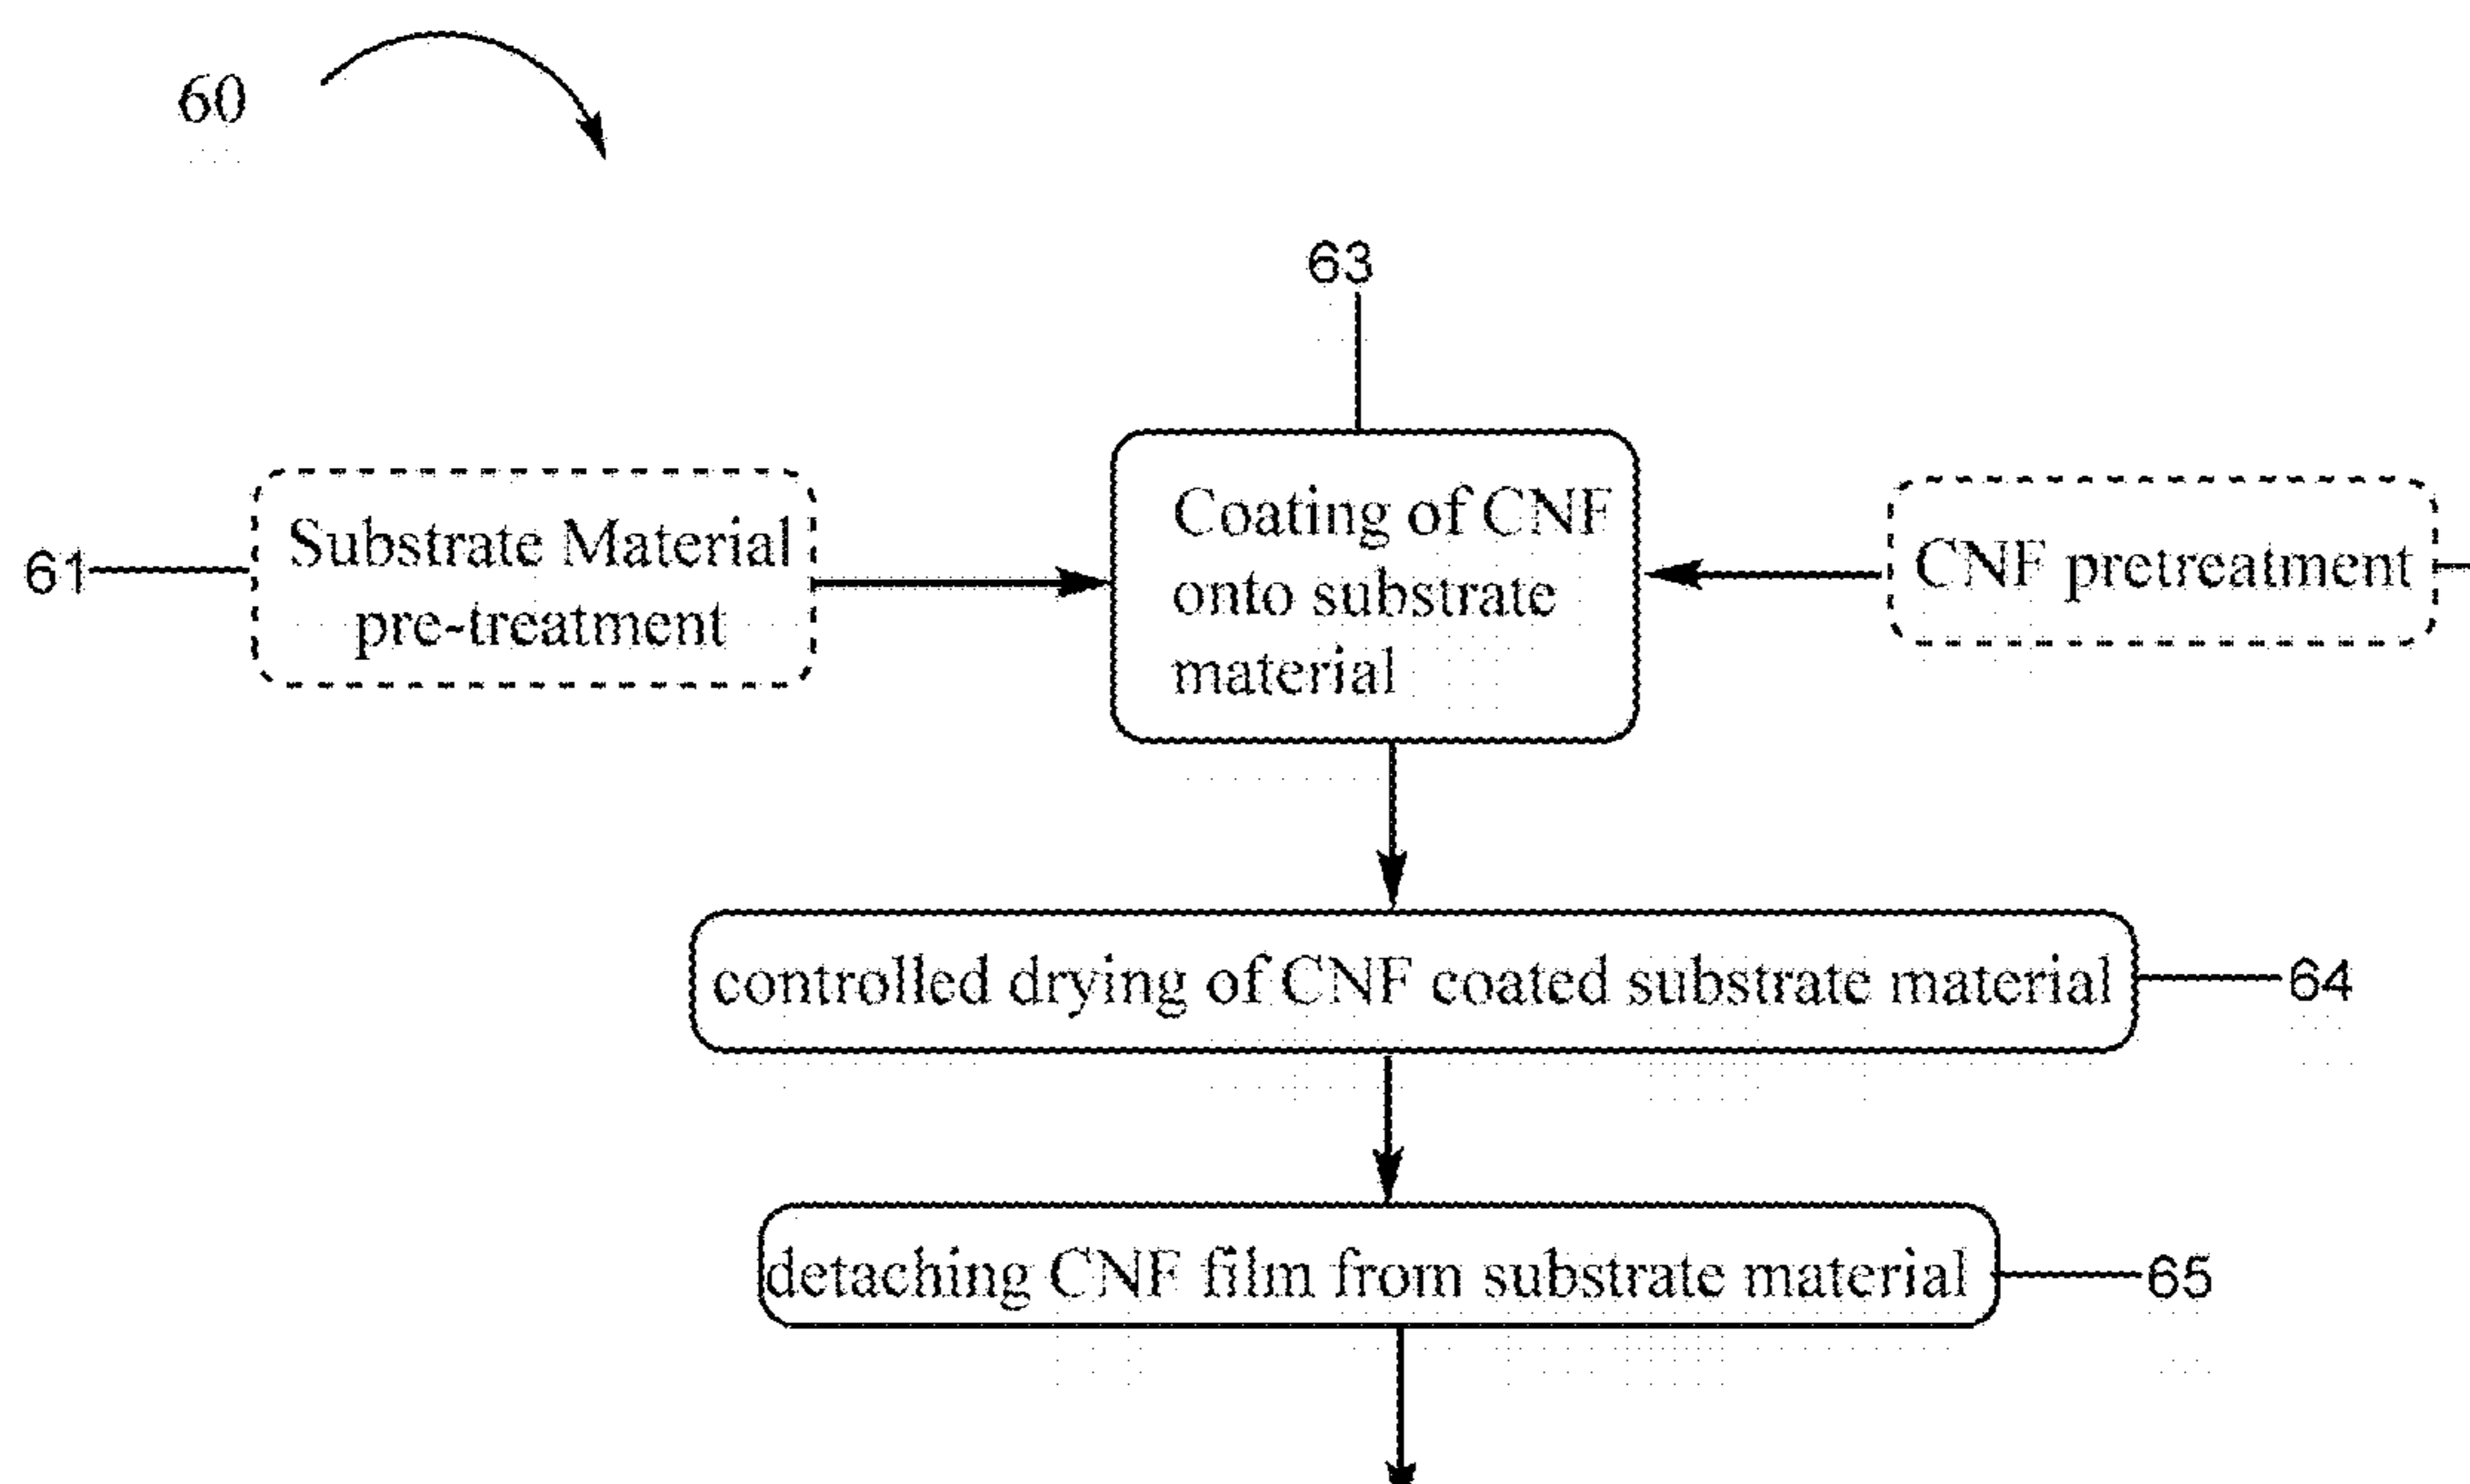 60
63
Coating of CNF
onto substrate
material
61
Substrate Material
pre-treatment
CNF pretreatment
controlled drying of CNF coated substrate material
64
detaching CNF film from substrate material
65